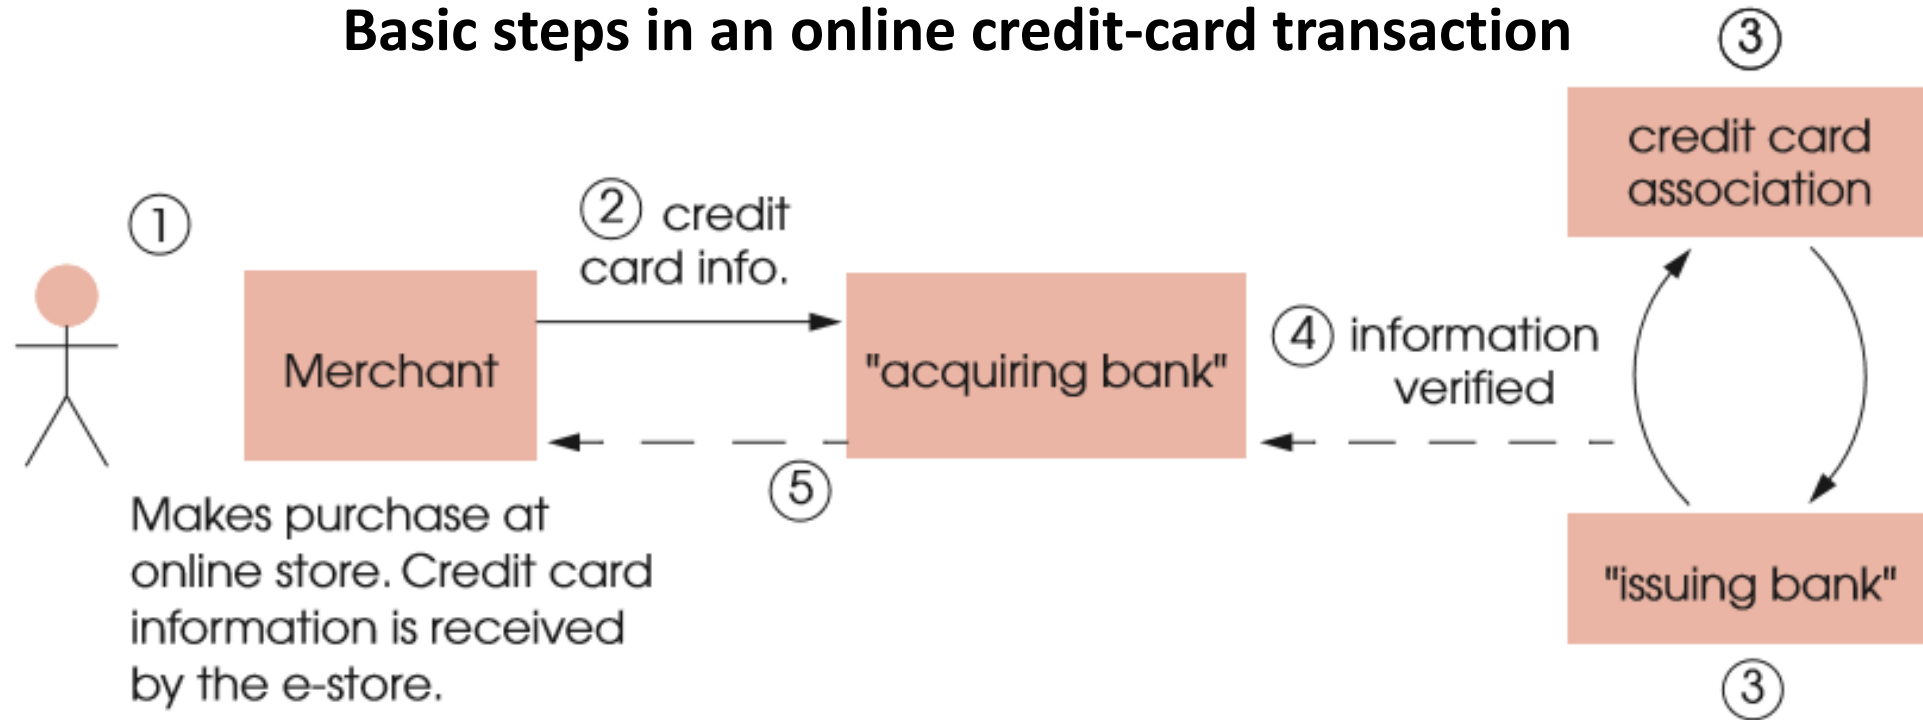 Basic steps in an online credit-card transaction
3
credit card
association
1
2 credit
card info.
Merchant
"acquiring bank"
4 information
verified
5
Makes purchase at
online store. Credit card
information is received
by the e-store.
"issuing bank"
3